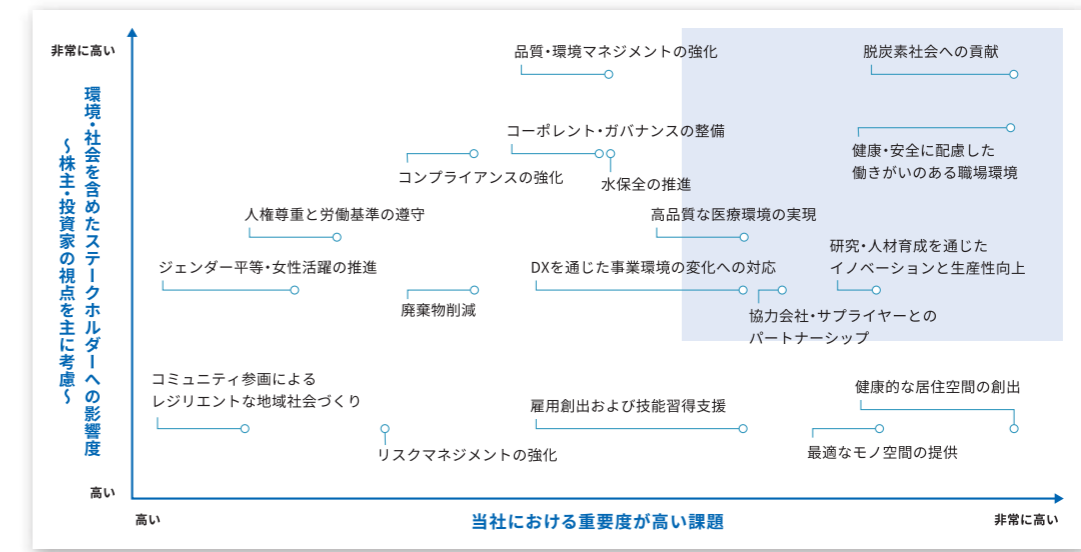 非常に高い
環境・社会を含めたステークホルダーへの影響度
～株主・投資家の視点を主に考慮～
品質・環境マネジメントの強化
脱炭素社会への貢献
コーポレント・ガバナンスの整備
健康・安全に配慮した
働きがいのある職場環境
コンプライアンスの強化
水保全の推進
人権尊重と労働基準の遵守
高品質な医療環境の実現
研究・人材育成を通じた
イノベーションと生産性向上
ジェンダー平等・女性活躍の推進
DXを通じた事業環境の変化への対応
廃棄物削減
協力会社・サプライヤーとの
パートナーシップ
コミュニティ参画による
レジリエントな地域社会づくり
健康的な居住空間の創出
雇用創出および技能習得支援
リスクマネジメントの強化
最適なモノ空間の提供
高い
高い
当社における重要度が高い課題
非常に高い